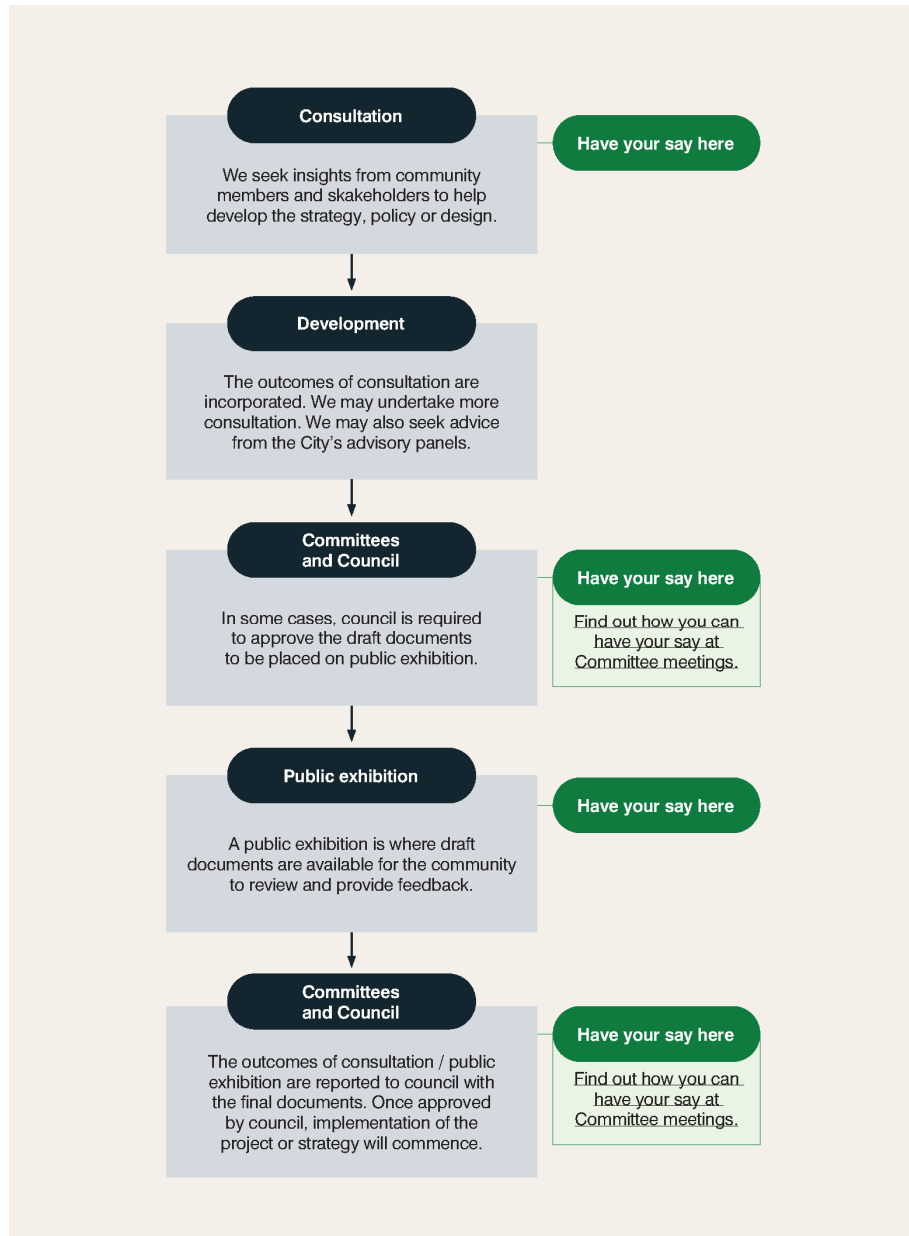 Consultation
Have your say here
We seek insights from community
members and skakeholders to help
develop the strategy, policy or design.
Development
The outcomes of consultation are
incorporated. We may undertake more
consultation. We may also seek advice
from the City’s advisory panels.
Committees
and Council
Have your say here
In some cases, council is required
to approve the draft documents
to be placed on public exhibition.
Find out how you can
have your say at
Committee meetings.
Public exhibition
Have your say here
A public exhibition is where draft
documents are available for the community
to review and provide feedback.
Committees
and Council
Have your say here
The outcomes of consultation / public
exhibition are reported to council with
the final documents. Once approved
by council, implementation of the
project or strategy will commence.
Find out how you can
have your say at
Committee meetings.